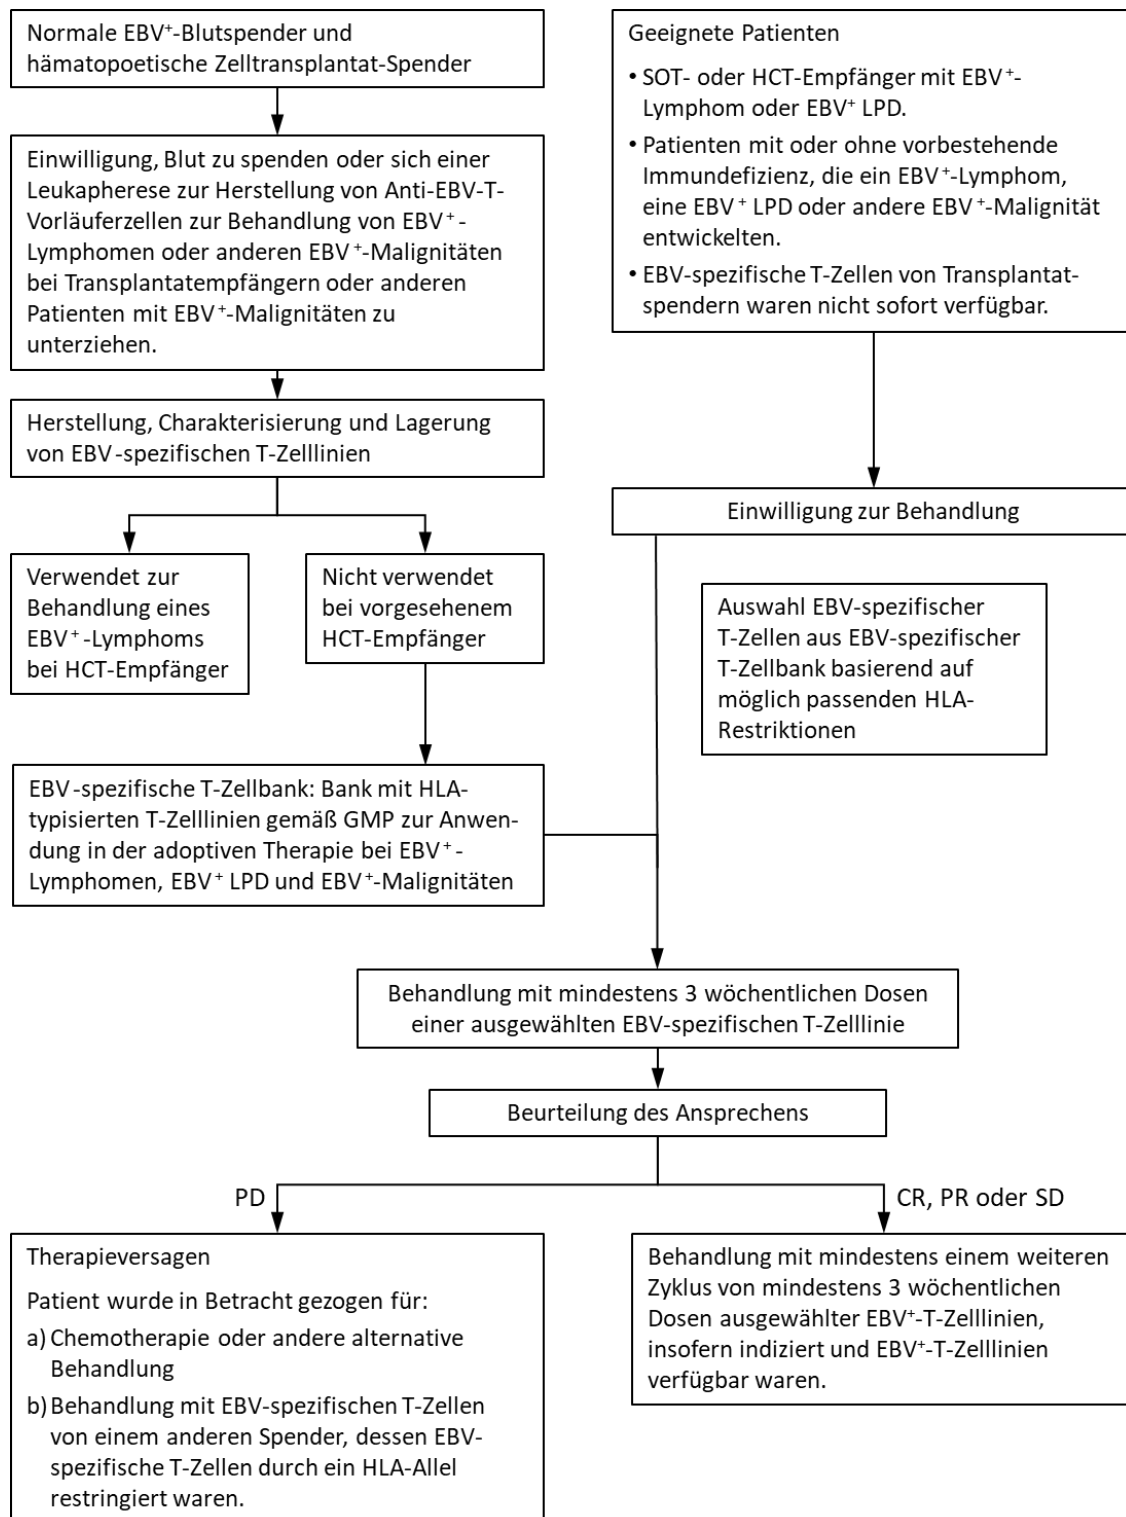 Normale EBV⁺-Blutspender und
hämatopoetische Zelltransplantat-Spender
Einwilligung, Blut zu spenden oder sich einer
Leukapherese zur Herstellung von Anti-EBV-T-
Vorläuferzellen zur Behandlung von EBV⁺-
Lymphomen oder anderen EBV⁺-Malignitäten
bei Transplantatempfängern oder anderen
Patienten mit EBV⁺-Malignitäten zu
unterziehen.
Herstellung, Charakterisierung und Lagerung
von EBV-spezifischen T-Zelllinien
Verwendet zur
Behandlung eines
EBV⁺-Lymphoms
bei HCT-Empfänger
Nicht verwendet
bei vorgesehenem
HCT-Empfänger
EBV-spezifische T-Zellbank: Bank mit HLA-
typisierten T-Zelllinien gemäß GMP zur Anwen-
dung in der adoptiven Therapie bei EBV⁺-
Lymphomen, EBV⁺ LPD und EBV⁺-Malignitäten
Geeignete Patienten
• SOT- oder HCT-Empfänger mit EBV⁺-
Lymphom oder EBV⁺ LPD.
• Patienten mit oder ohne vorbestehende
Immundefizienz, die ein EBV⁺-Lymphom,
eine EBV⁺ LPD oder andere EBV⁺-Malignität
entwickelten.
• EBV-spezifische T-Zellen von Transplantat-
spendern waren nicht sofort verfügbar.
Einwilligung zur Behandlung
Auswahl EBV-spezifischer
T-Zellen aus EBV-spezifischer
T-Zellbank basierend auf
möglich passenden HLA-
Restriktionen
Behandlung mit mindestens 3 wöchentlichen Dosen
einer ausgewählten EBV-spezifischen T-Zelllinie
Beurteilung des Ansprechens
PD
CR, PR oder SD
Therapieversagen
Patient wurde in Betracht gezogen für:
a) Chemotherapie oder andere alternative
Behandlung
b) Behandlung mit EBV-spezifischen T-Zellen
von einem anderen Spender, dessen EBV-
spezifische T-Zellen durch ein HLA-Allel
restringiert waren.
Behandlung mit mindestens einem weiteren
Zyklus von mindestens 3 wöchentlichen
Dosen ausgewählter EBV⁺-T-Zelllinien,
insofern indiziert und EBV⁺-T-Zelllinien
verfügbar waren.